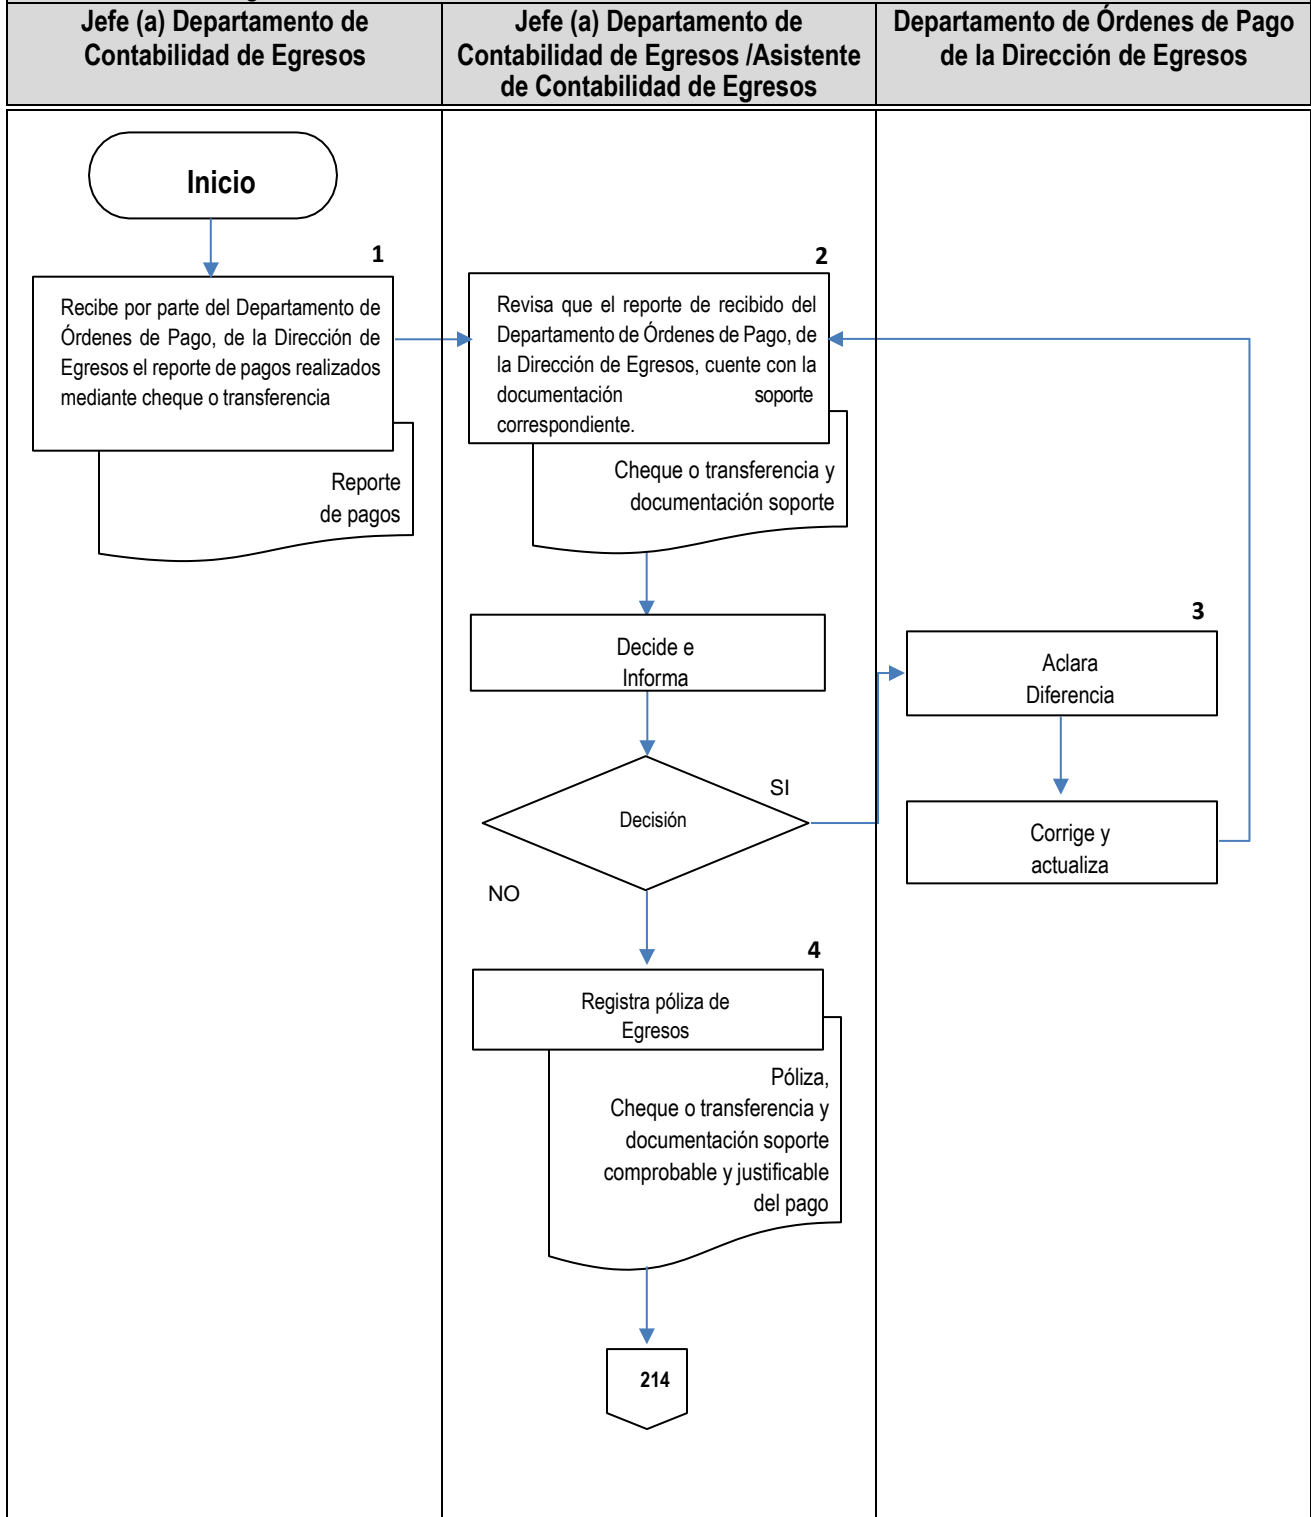 Jefe (a) Departamento de
Contabilidad de Egresos
Jefe (a) Departamento de
Contabilidad de Egresos /Asistente
de Contabilidad de Egresos
Departamento de Órdenes de Pago
de la Dirección de Egresos
Inicio
1
Recibe por parte del Departamento de
Órdenes de Pago, de la Dirección de
Egresos el reporte de pagos realizados
mediante cheque o transferencia
Reporte
de pagos
2
Revisa que el reporte de recibido del
Departamento de Órdenes de Pago, de
la Dirección de Egresos, cuente con la
documentación soporte
correspondiente.
Cheque o transferencia y
documentación soporte
Decide e
Informa
3
Aclara
Diferencia
SI
Decisión
Corrige y
actualiza
NO
4
Registra póliza de
Egresos
Póliza,
Cheque o transferencia y
documentación soporte
comprobable y justificable
del pago
214